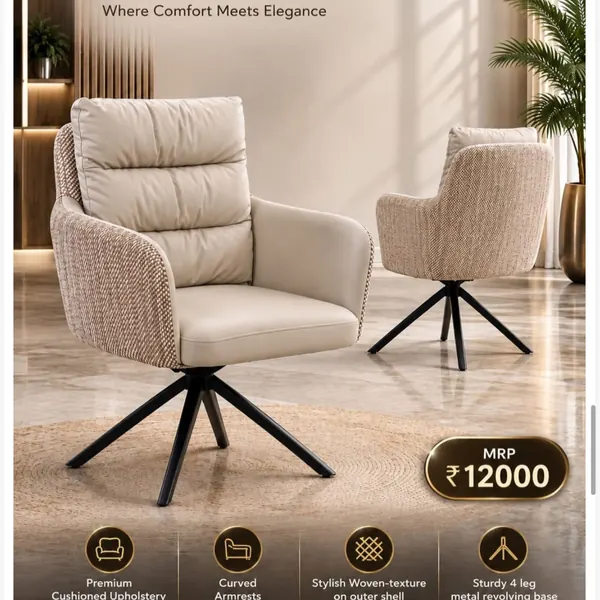 Where Comfort Meets Elegance
MRP
₹12000
Premium
Cushioned Upholstery
Curved
Armrests
Stylish Woven-texture
on outer shell
Sturdy 4 leg
metal revolving base